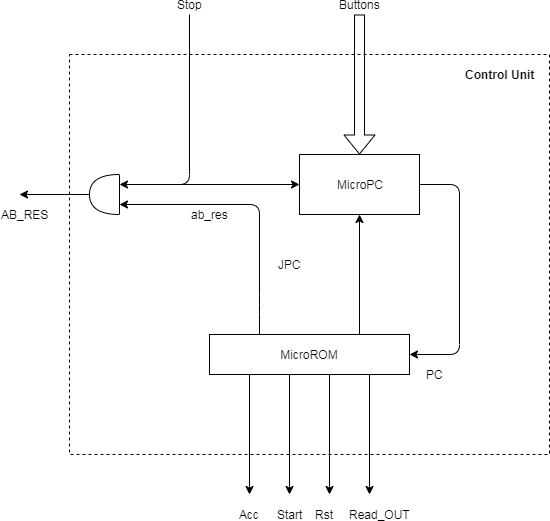 Stop
Buttons
Control Unit
MicroPC
AB_RES
ab_res
JPC
MicroROM
PC
Acc
Start
Rst
Read_OUT